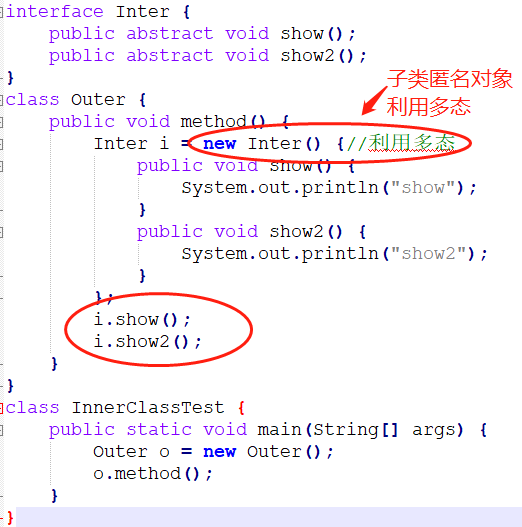 interface Inter {
    public abstract void show();
    public abstract void show2();
}
子类匿名对象
利用多态
class Outer {
    public void method() {
        Inter i = new Inter() {//利用多态
            public void show() {
                System.out.println("show");
            }
            public void show2() {
                System.out.println("show2");
            }
        };
        i.show();
        i.show2();
    }
}
class InnerClassTest {
    public static void main(String[] args) {
        Outer o = new Outer();
        o.method();
    }
}